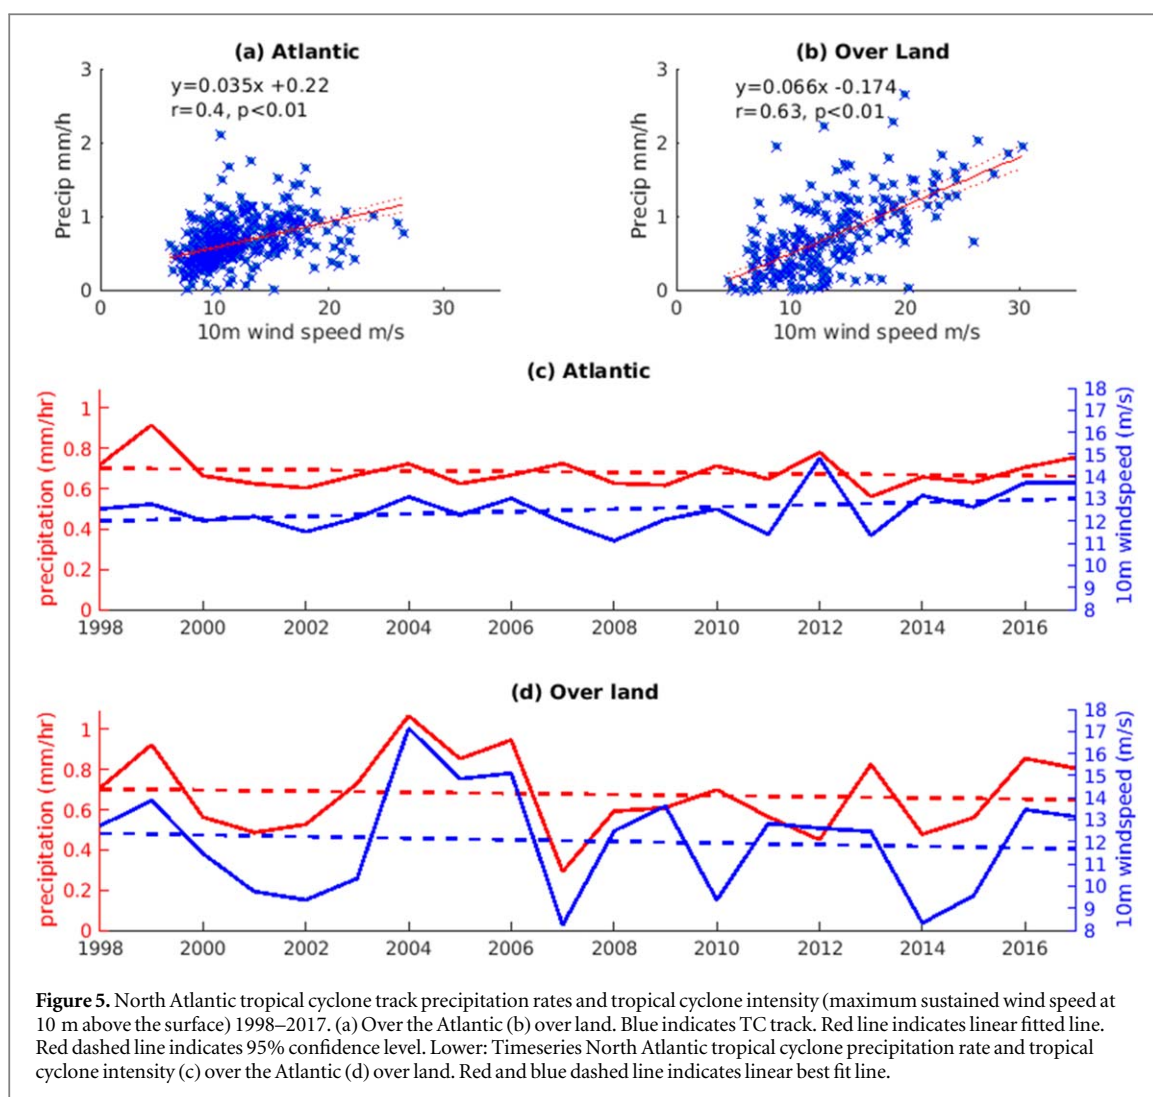 (a) Atlantic
3
2
1
0
0
10
20
30
Precip mm/h
10m wind speed m/s
y=0.035x +0.22
r=0.4, p<0.01
(b) Over Land
3
2
1
0
0
10
20
30
Precip mm/h
10m wind speed m/s
y=0.066x -0.174
r=0.63, p<0.01
(c) Atlantic
precipitation (mm/hr)
1
0.8
0.6
0.4
0.2
0
18
17
16
15
14
13
12
11
10
9
8
10m windspeed (m/s)
1998 2000 2002 2004 2006 2008 2010 2012 2014 2016
(d) Over land
precipitation (mm/hr)
1
0.8
0.6
0.4
0.2
0
18
17
16
15
14
13
12
11
10
9
8
10m windspeed (m/s)
1998 2000 2002 2004 2006 2008 2010 2012 2014 2016
Figure 5. North Atlantic tropical cyclone track precipitation rates and tropical cyclone intensity (maximum sustained wind speed at
10 m above the surface) 1998–2017. (a) Over the Atlantic (b) over land. Blue indicates TC track. Red line indicates linear fitted line.
Red dashed line indicates 95% confidence level. Lower: Timeseries North Atlantic tropical cyclone precipitation rate and tropical
cyclone intensity (c) over the Atlantic (d) over land. Red and blue dashed line indicates linear best fit line.